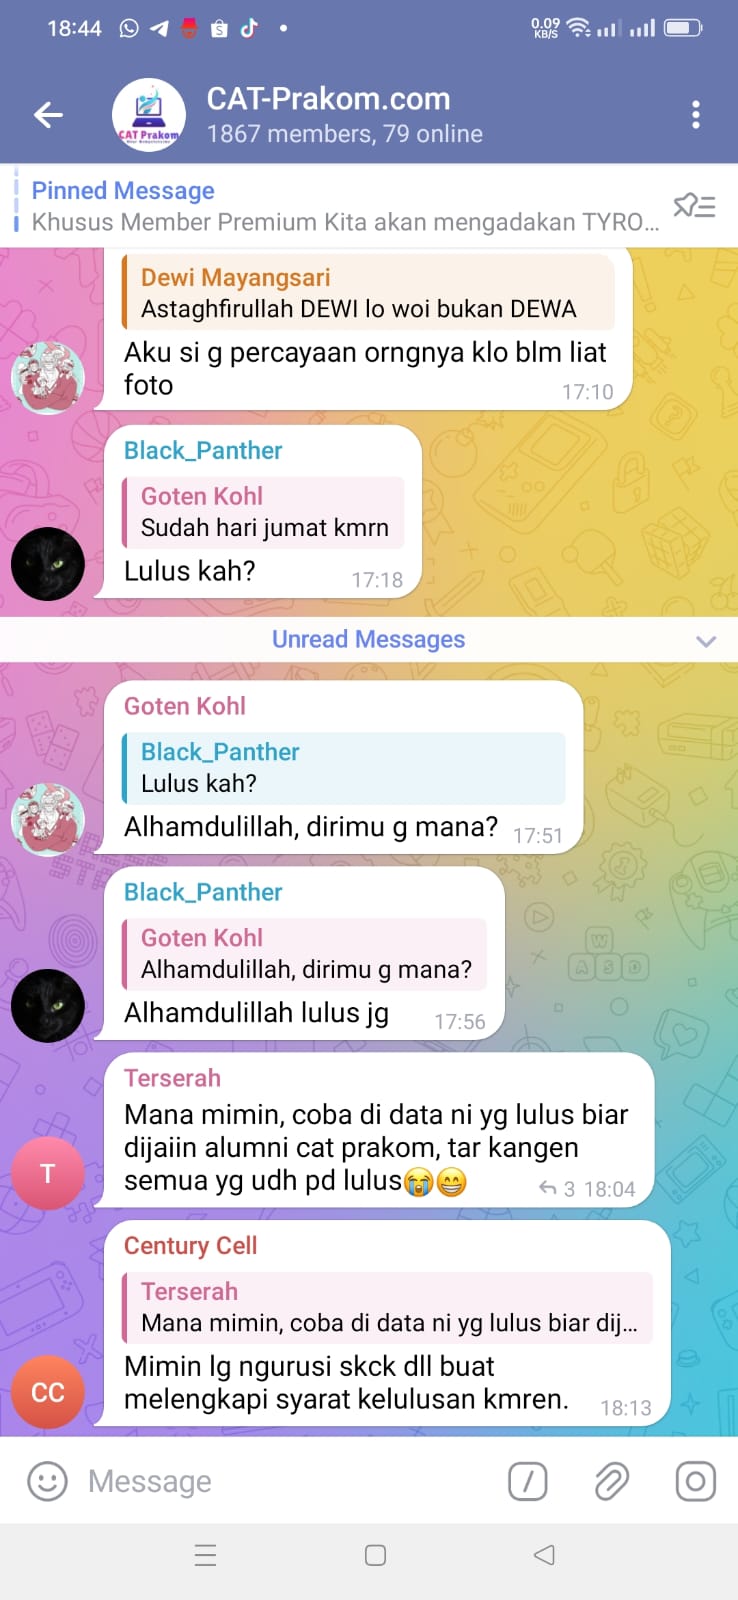 18:44
0.09
KB/S
CAT-Prakom.com
1867 members, 79 online
CAT Prakom
Pinned Message
Khusus Member Premium Kita akan mengadakan TYRO...
Dewi Mayangsari
Astaghfirullah DEWI lo woi bukan DEWA
Aku si g percayaan orngnya klo blm liat
foto
17:10
Black_Panther
Goten Kohl
Sudah hari jumat kmrn
Lulus kah?
17:18
Unread Messages
Goten Kohl
Black_Panther
Lulus kah?
Alhamdulillah, dirimu g mana?
17:51
Black_Panther
Goten Kohl
Alhamdulillah, dirimu g mana?
Alhamdulillah lulus jg
17:56
Terserah
Mana mimin, coba di data ni yg lulus biar
dijaiin alumni cat prakom, tar kangen
semua yg udh pd lulus😭😁
3 18:04
T
Century Cell
Terserah
Mana mimin, coba di data ni yg lulus biar dij...
Mimin lg ngurusi skck dll buat
melengkapi syarat kelulusan kmren.
18:13
CC
Message